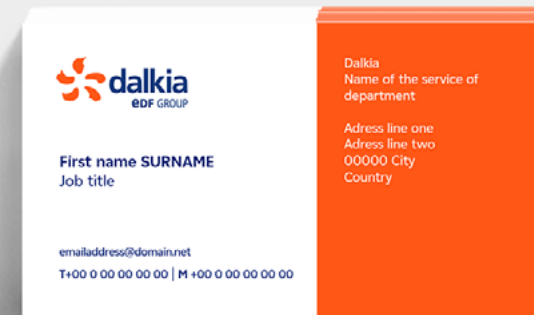 dalkia
eDF GROUP
First name SURNAME
Job title
emailaddress@domain.net
T+00 0 00 00 00 00 | M +00 0 00 00 00 00
Dalkia
Name of the service of
department
Adress line one
Adress line two
00000 City
Country